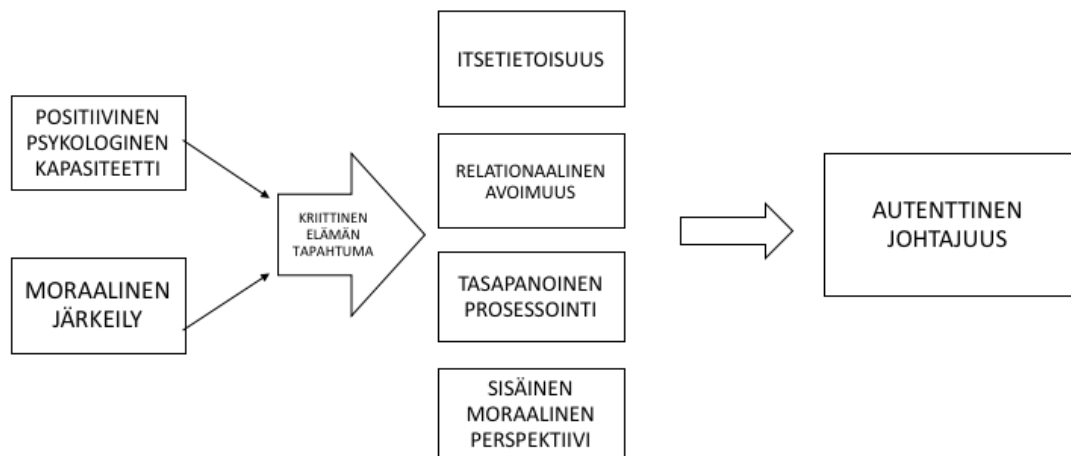 POSITIIVINEN
PSYKOLOGINEN
KAPASITEETTI
MORAALINEN
JÄRKEILY
KRIITTINEN
ELÄMÄN
TAPAHTUMA
ITSETIETOISUUS
RELATIONAALINEN
AVOIMUUS
TASAPANOINEN
PROSESSOINTI
SISÄINEN
MORAALINEN
PERSPEKTIIVI
AUTENTTINEN
JOHTAJUUS